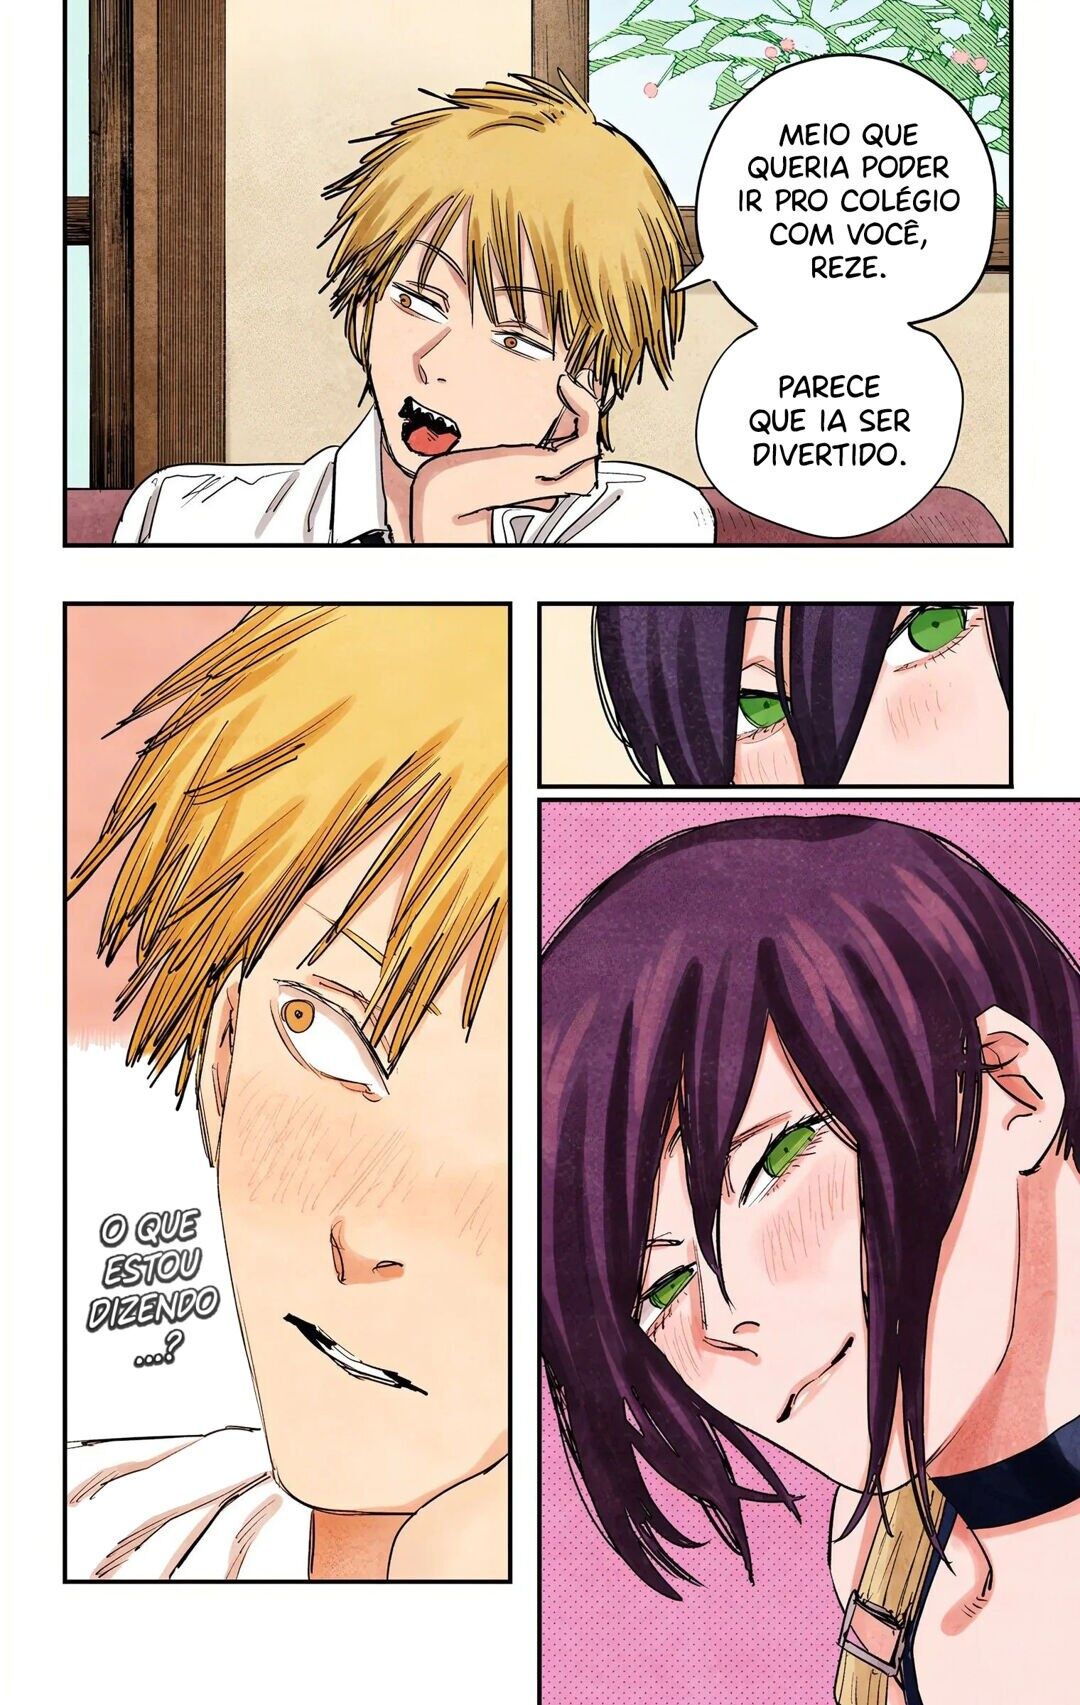 MEIO QUE
QUERIA PODER
IR PRO COLÉGIO
COM VOCÊ,
REZE.
PARECE
QUE IA SER
DIVERTIDO.
O QUE
ESTOU
DIZENDO
...?